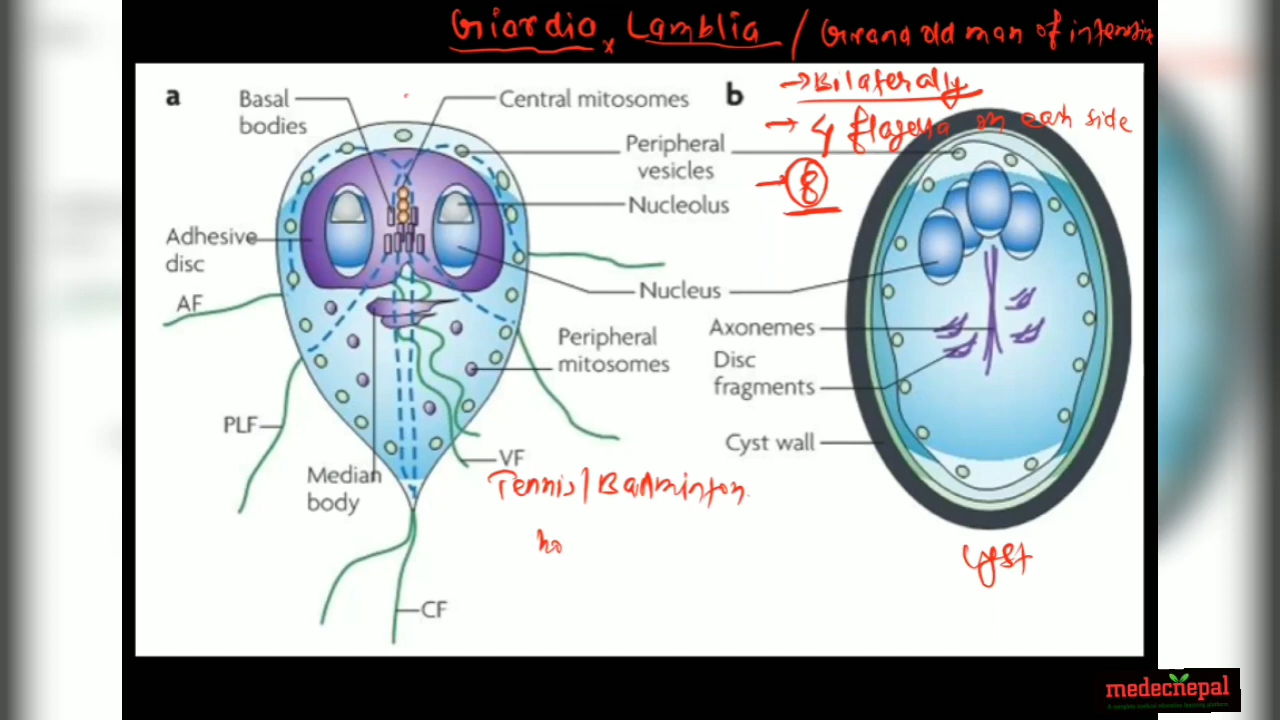 Giardia Lamblia / Grand old man of intensix
a
Basal bodies
Central mitosomes
b
→ Bilaterally
→ 4 flagella on each side
→ 8
Peripheral vesicles
Nucleolus
Adhesive disc
AF
Nucleus
Peripheral mitosomes
Axonemes
Disc fragments
PLF
Cyst wall
Median body
VF
Tennis / Badminton
CF
Cyst
medecnepal